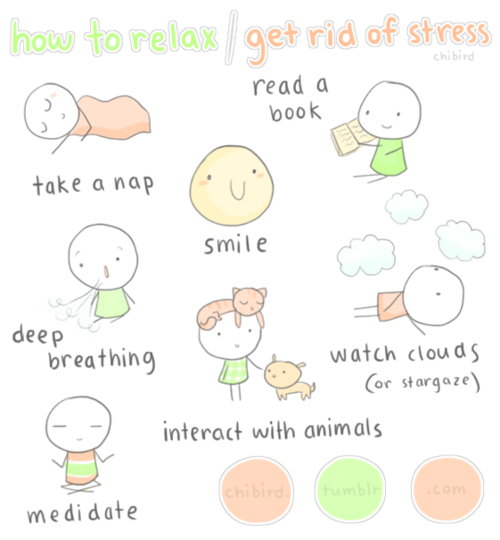 how to relax / get rid of stress
chibird
read a
book
take a nap
smile
deep
breathing
watch clouds
(or stargaze)
interact with animals
medidate
chibird.
tumblr
.com